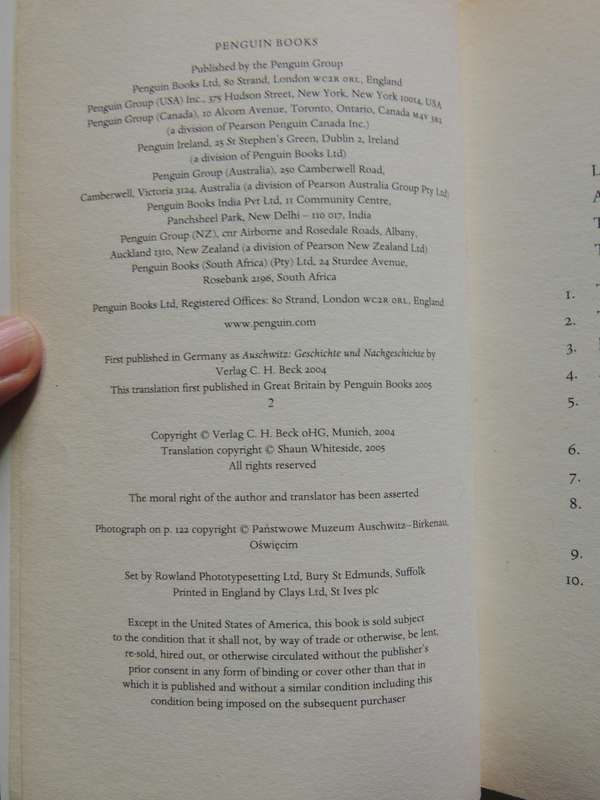 PENGUIN BOOKS
Published by the Penguin Group
Penguin Books Ltd, 80 Strand, London WC2R 0RL, England
Penguin Group (USA) Inc., 375 Hudson Street, New York, New York 10014, USA
Penguin Group (Canada), 10 Alcorn Avenue, Toronto, Ontario, Canada M4V 3B2
(a division of Pearson Penguin Canada Inc.)
Penguin Ireland, 25 St Stephen's Green, Dublin 2, Ireland
(a division of Penguin Books Ltd)
Penguin Group (Australia), 250 Camberwell Road,
Camberwell, Victoria 3124, Australia (a division of Pearson Australia Group Pty Ltd)
Penguin Books India Pvt Ltd, 11 Community Centre,
Panchsheel Park, New Delhi – 110 017, India
Penguin Group (NZ), cnr Airborne and Rosedale Roads, Albany,
Auckland 1310, New Zealand (a division of Pearson New Zealand Ltd)
Penguin Books (South Africa) (Pty) Ltd, 24 Sturdee Avenue,
Rosebank 2196, South Africa
Penguin Books Ltd, Registered Offices: 80 Strand, London WC2R 0RL, England
www.penguin.com
First published in Germany as Auschwitz: Geschichte und Nachgeschichte by
Verlag C. H. Beck 2004
This translation first published in Great Britain by Penguin Books 2005
2
Copyright © Verlag C. H. Beck oHG, Munich, 2004
Translation copyright © Shaun Whiteside, 2005
All rights reserved
The moral right of the author and translator has been asserted
Photograph on p. 122 copyright © Państwowe Muzeum Auschwitz–Birkenau,
Oświęcim
Set by Rowland Phototypesetting Ltd, Bury St Edmunds, Suffolk
Printed in England by Clays Ltd, St Ives plc
Except in the United States of America, this book is sold subject
to the condition that it shall not, by way of trade or otherwise, be lent,
re-sold, hired out, or otherwise circulated without the publisher's
prior consent in any form of binding or cover other than that in
which it is published and without a similar condition including this
condition being imposed on the subsequent purchaser
1.
2.
3.
4.
5.
6.
7.
8.
9.
10.